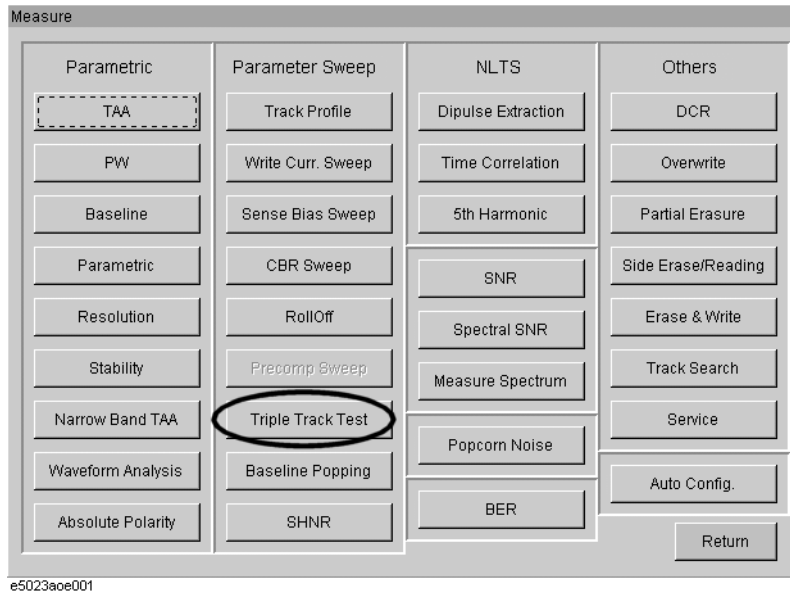 Measure
Parametric
TAA
PW
Baseline
Parametric
Resolution
Stability
Narrow Band TAA
Waveform Analysis
Absolute Polarity
Parameter Sweep
Track Profile
Write Curr. Sweep
Sense Bias Sweep
CBR Sweep
RollOff
Precomp Sweep
Triple Track Test
Baseline Popping
SHNR
NLTS
Dipulse Extraction
Time Correlation
5th Harmonic
SNR
Spectral SNR
Measure Spectrum
Popcorn Noise
BER
Others
DCR
Overwrite
Partial Erasure
Side Erase/Reading
Erase & Write
Track Search
Service
Auto Config.
Return
e5023aoe001